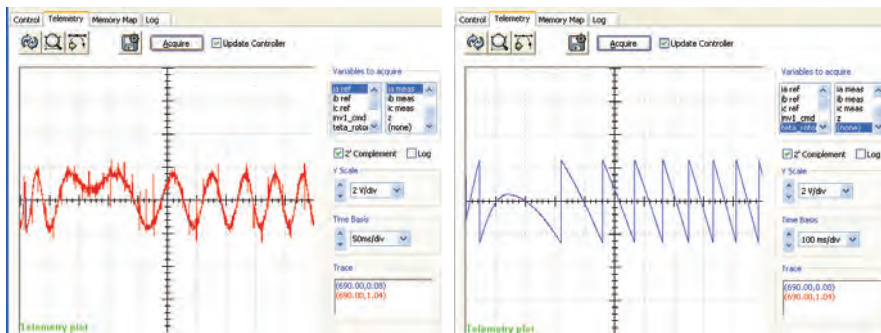 Control Telemetry Memory Map Log
Acquire Update Controller
Variables to acquire
ia ref
ib ref
ic ref
inv1_cmd
teta_rotor
ia meas
ib meas
ic meas
z
(none)
2' Complement Log
Y Scale
2 V/div
Time Basis
50ms/div
Trace
(690.00,0.08)
(690.00,1.04)
Telemetry plot
Control Telemetry Memory Map Log
Acquire Update Controller
Variables to acquire
ia ref
ib ref
ic ref
inv1_cmd
teta_rotor
ia meas
ib meas
ic meas
z
(none)
2' Complement Log
Y Scale
2 V/div
Time Basis
100 ms/div
Trace
(690.00,0.08)
(690.00,1.04)
Telemetry plot